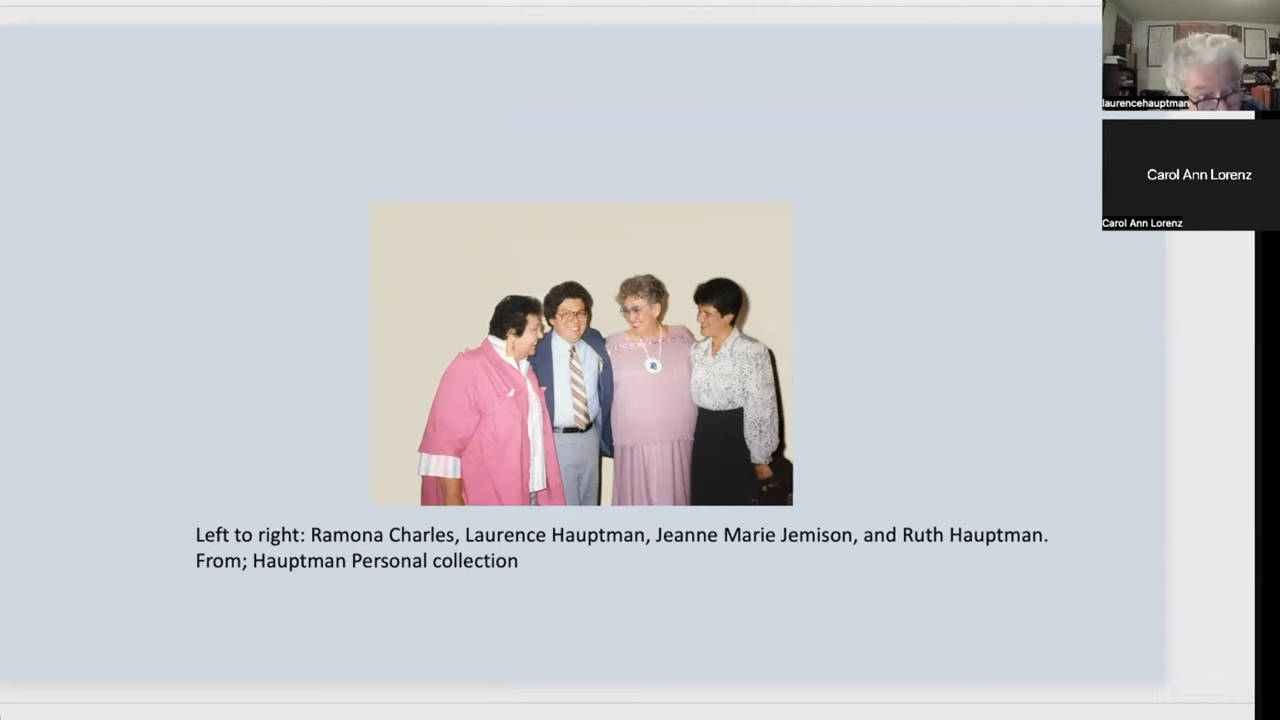 laurencehauptman
Carol Ann Lorenz
Carol Ann Lorenz
Left to right: Ramona Charles, Laurence Hauptman, Jeanne Marie Jemison, and Ruth Hauptman.
From; Hauptman Personal collection